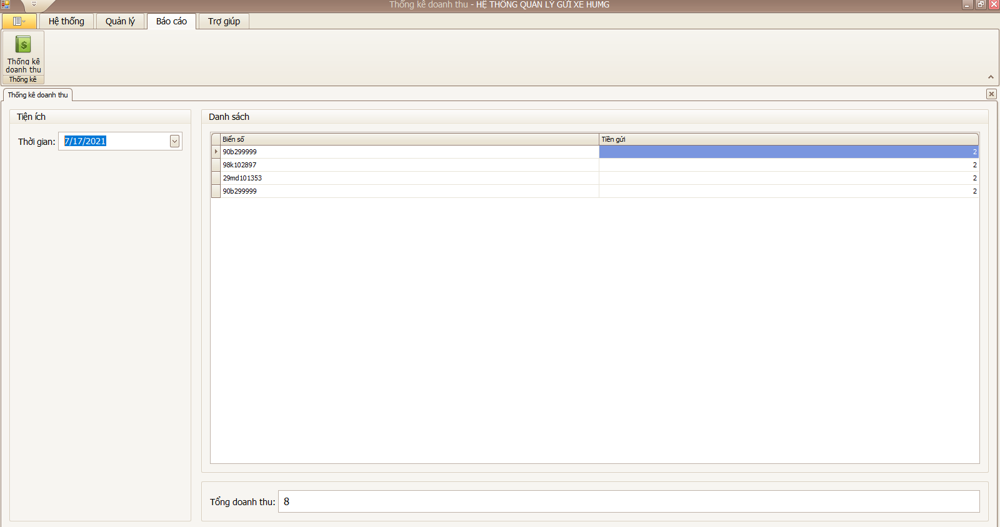 Thống kê doanh thu - HỆ THỐNG QUẢN LÝ GỬI XE HUMG
Hệ thống Quản lý Báo cáo Trợ giúp
Thống kê
doanh thu
Thống kê
Thống kê doanh thu
Tiện ích
Thời gian: 7/17/2021
Danh sách
Biển số Tiền gửi
90b299999 2
98k102897 2
29md101353 2
90b299999 2
Tổng doanh thu: 8